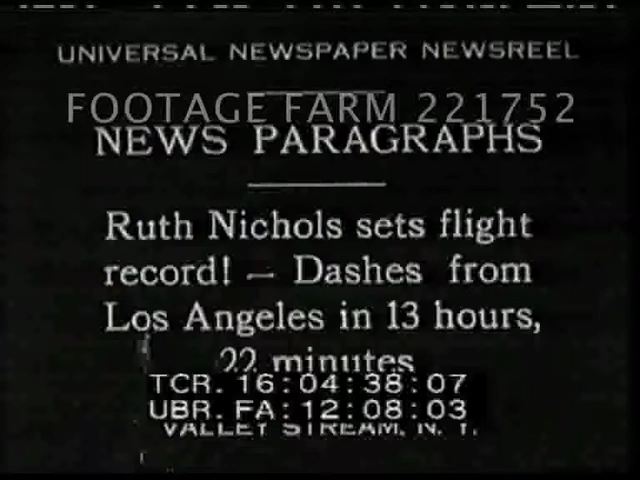 UNIVERSAL NEWSPAPER NEWSREEL
FOOTAGE FARM 221752
NEWS PARAGRAPHS
Ruth Nichols sets flight
record! — Dashes from
Los Angeles in 13 hours,
22 minutes
TCR. 16:04:38:07
UBR. FA:12:08:03
VALLEY STREAM, N. Y.